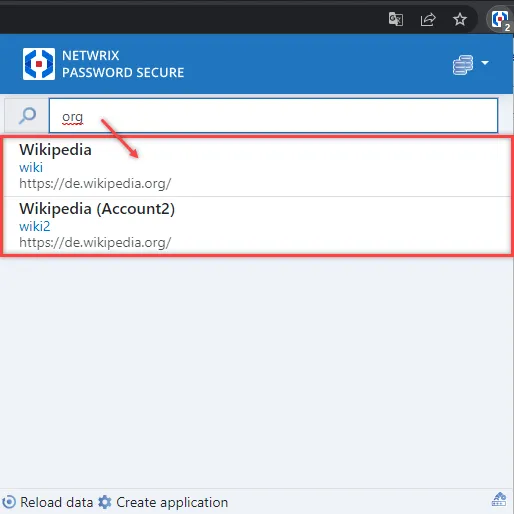 2
NETWRIX
PASSWORD SECURE
org
Wikipedia
wiki
https://de.wikipedia.org/
Wikipedia (Account2)
wiki2
https://de.wikipedia.org/
Reload data Create application